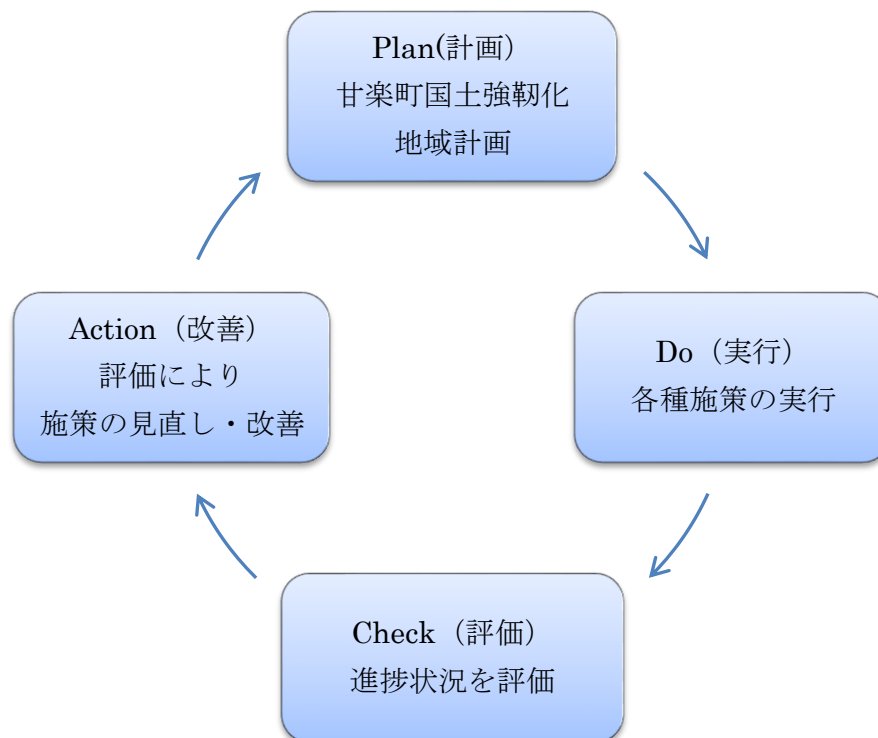 Plan(計画）
甘楽町国土強靭化
地域計画
Do（実行）
各種施策の実行
Check（評価）
進捗状況を評価
Action（改善）
評価により
施策の見直し・改善